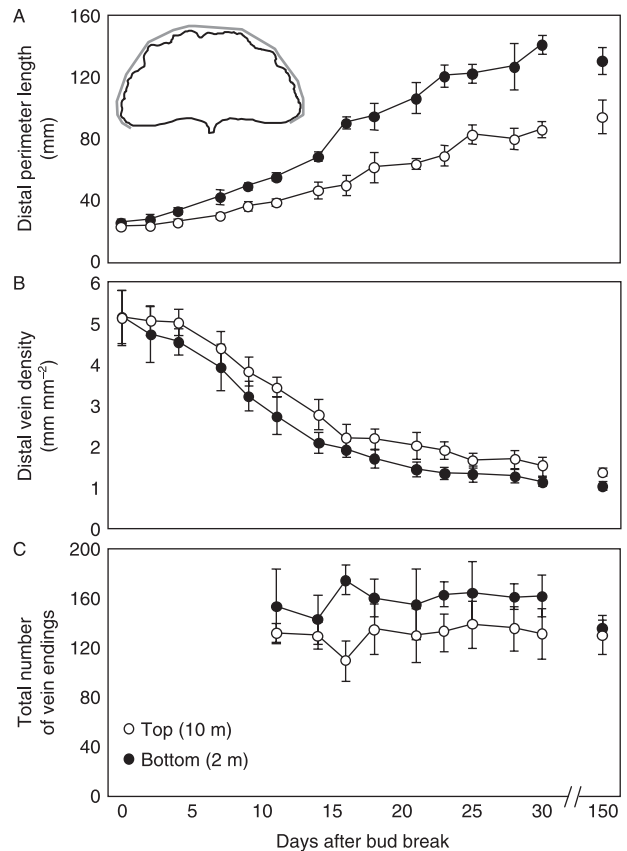 A
160
120
80
40
0
Distal perimeter length
(mm)
B
6
5
4
3
2
1
0
Distal vein density
(mm mm–2)
C
200
160
120
80
40
0
Total number
of vein endings
Top (10 m)
Bottom (2 m)
0 5 10 15 20 25 30 150
Days after bud break